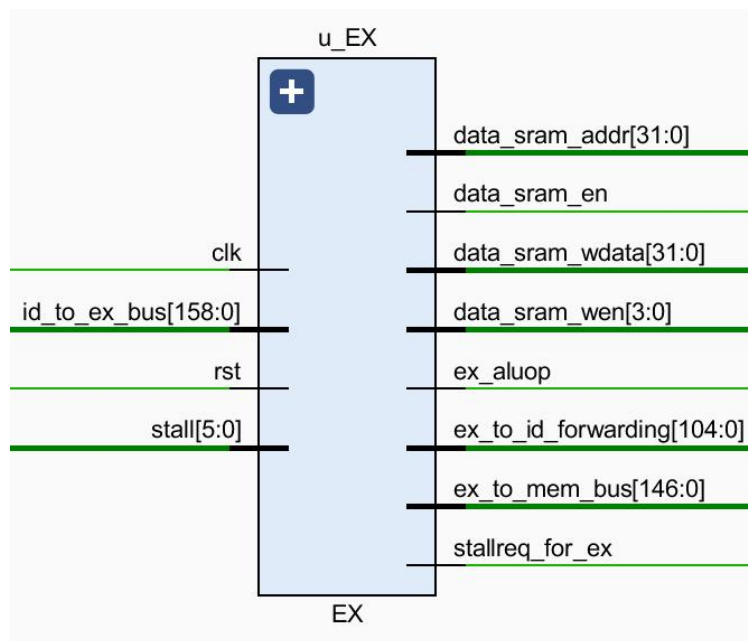 u_EX
data_sram_addr[31:0]
data_sram_en
clk
data_sram_wdata[31:0]
id_to_ex_bus[158:0]
data_sram_wen[3:0]
rst
ex_aluop
stall[5:0]
ex_to_id_forwarding[104:0]
ex_to_mem_bus[146:0]
stallreq_for_ex
EX